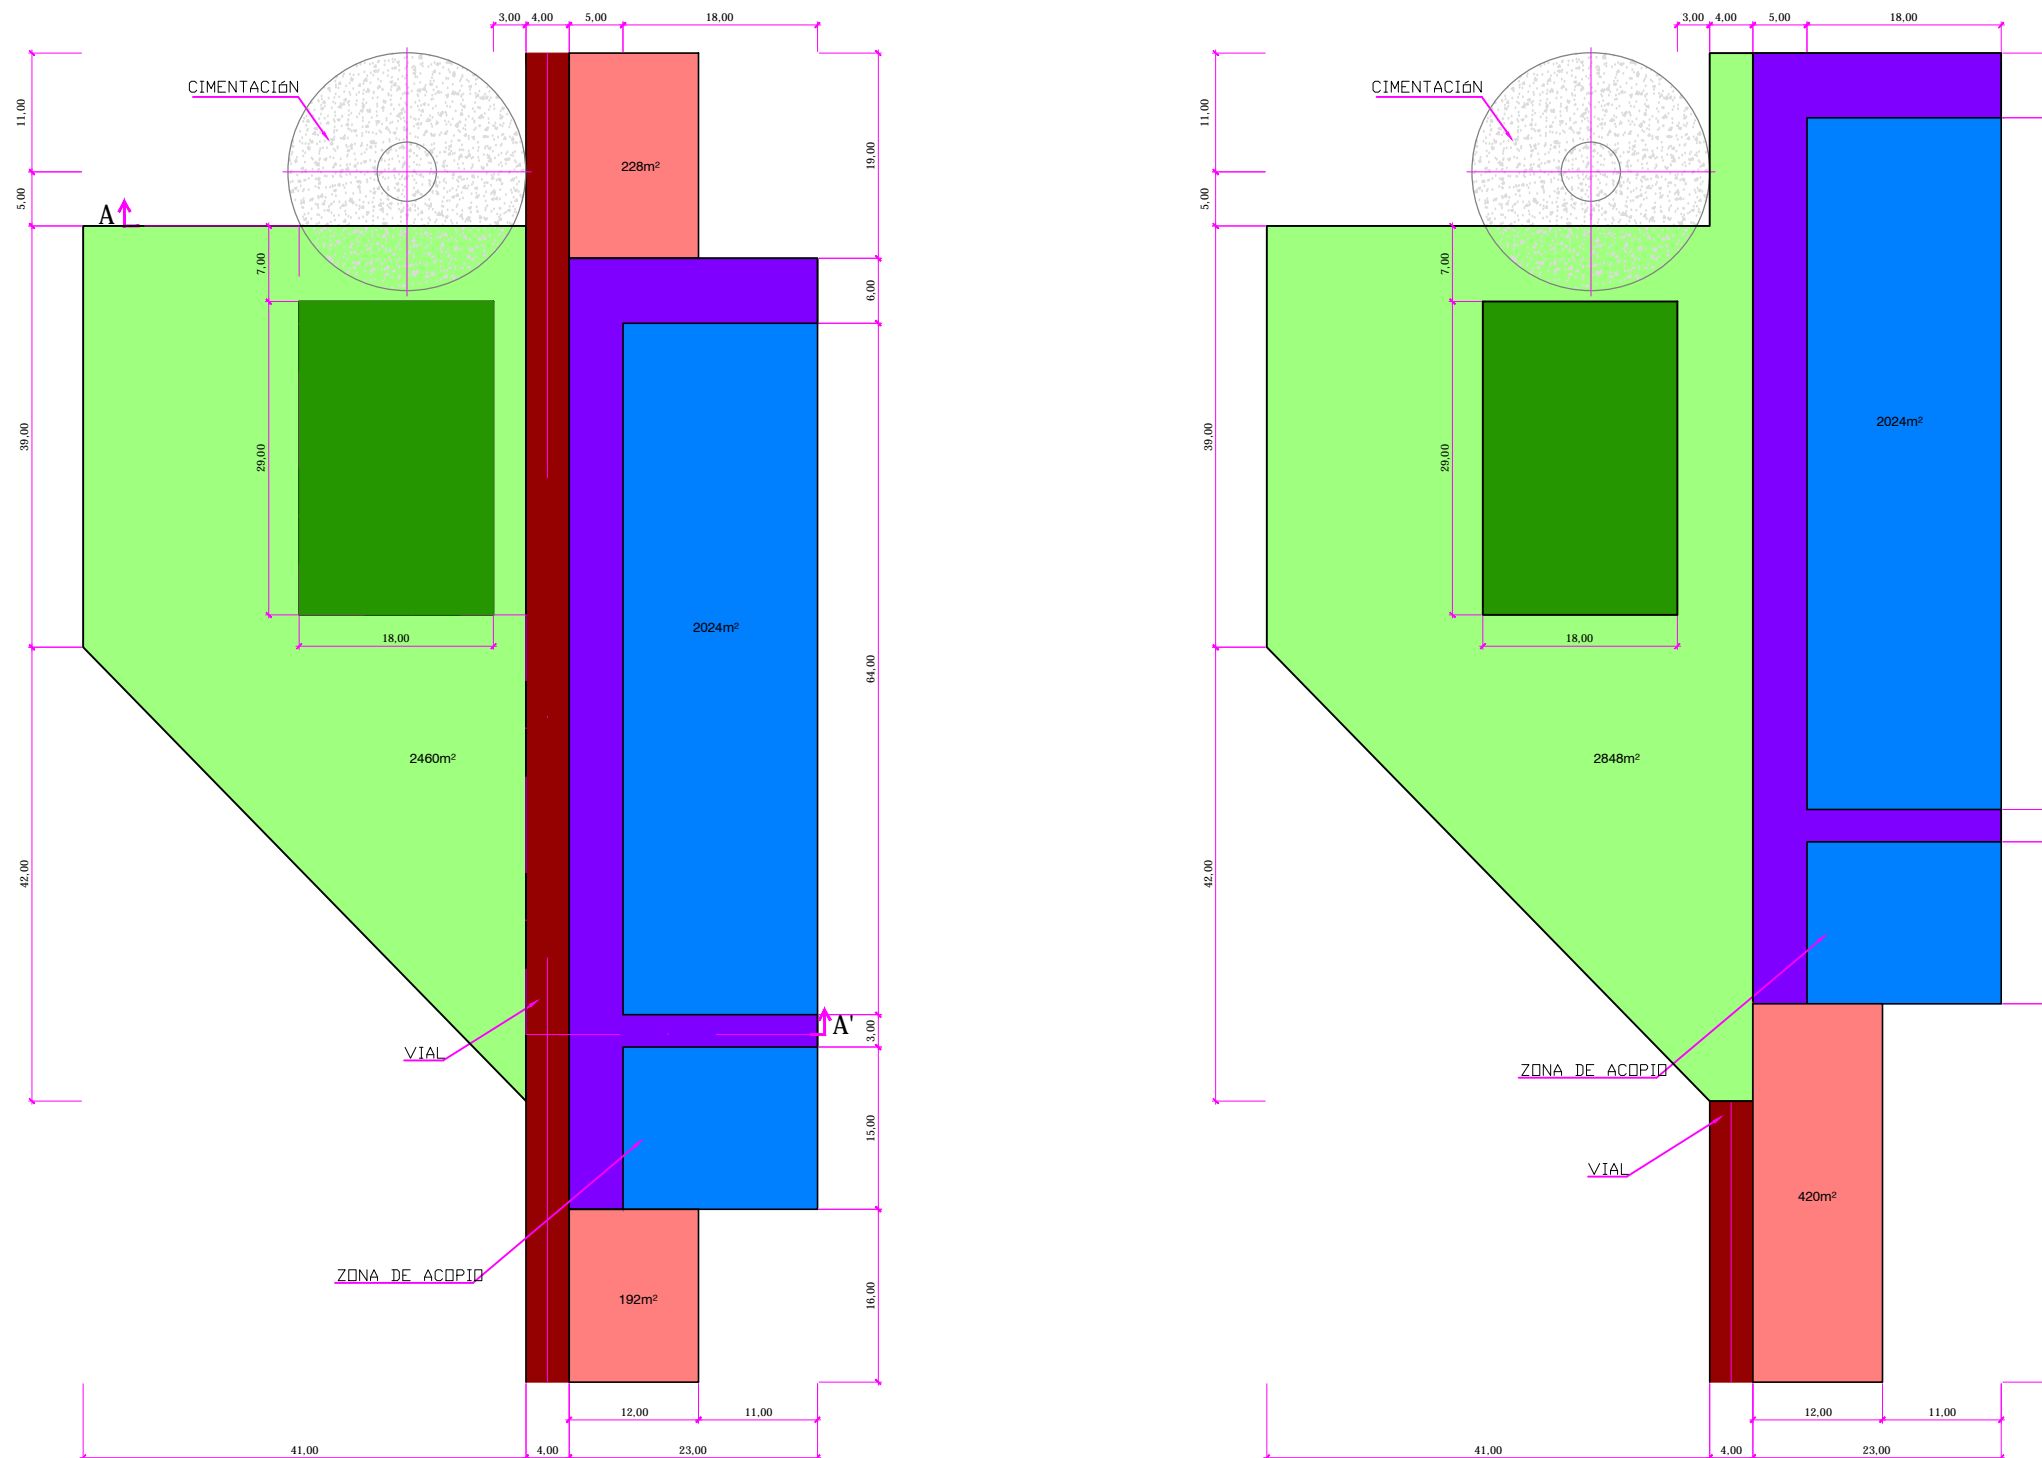 3,00 4,00 5,00 18,00
CIMENTACIóN
11,00
5,00
A
228m²
19,00
7,00
6,00
39,00
29,00
18,00
2024m²
64,00
2460m²
42,00
A'
3,00
VIAL
15,00
ZONA DE ACOPIO
192m²
16,00
12,00 11,00
41,00 4,00 23,00
3,00 4,00 5,00 18,00
CIMENTACIóN
11,00
5,00
7,00
39,00
29,00
18,00
2024m²
2848m²
42,00
ZONA DE ACOPIO
VIAL
420m²
12,00 11,00
41,00 4,00 23,00